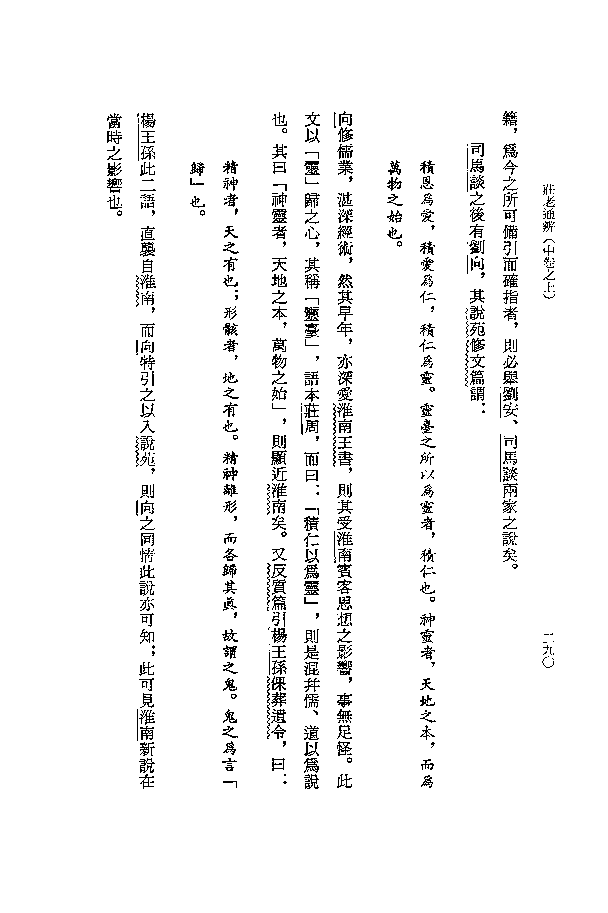 莊老通辨（中卷之上）
二九〇
籍，爲今之所可備引而確指者，則必舉劉安、司馬談兩家之說矣。
司馬談之後有劉向，其說苑修文篇謂：
積恩爲愛，積愛爲仁，積仁爲靈。靈臺之所以爲靈者，積仁也。神靈者，天地之本，而爲
萬物之始也。
向修儒業，湛深經術，然其早年，亦深愛淮南王書，則其受淮南賓客思想之影響，事無足怪。此
文以「靈」歸之心，其稱「靈臺」，語本莊周，而曰：「積仁以爲靈」，則是混幷儒、道以爲說
也。其曰「神靈者，天地之本，萬物之始」，則顯近淮南矣。又反質篇引楊王孫倮葬遺令，曰：
精神者，天之有也；形骸者，地之有也。精神離形，而各歸其眞，故謂之鬼。鬼之爲言「
歸」也。
楊王孫此二語，直襲自淮南，而向特引之以入說苑，則向之同情此說亦可知；此可見淮南新說在
當時之影響也。